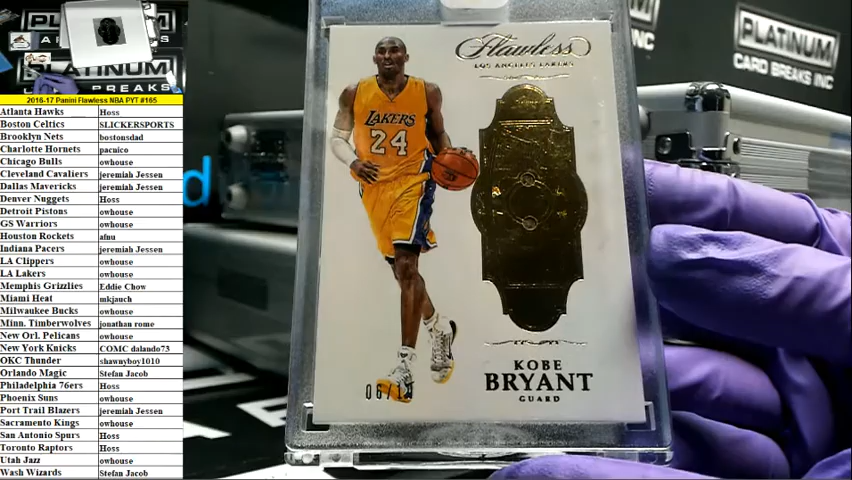 PLATINUM
CARD BREAKS INC
PLATINUM
2016-17 Panini Flawless NBA PYT #165
Atlanta Hawks Hoss
Boston Celtics SLICKERSPORTS
Brooklyn Nets bostonsdad
Charlotte Hornets pacnico
Chicago Bulls owhouse
Cleveland Cavaliers jeremiah Jessen
Dallas Mavericks jeremiah Jessen
Denver Nuggets Hoss
Detroit Pistons owhouse
GS Warriors owhouse
Houston Rockets afnu
Indiana Pacers jeremiah Jessen
LA Clippers owhouse
LA Lakers owhouse
Memphis Grizzlies Eddie Chow
Miami Heat mkjauch
Milwaukee Bucks owhouse
Minn. Timberwolves jonathan rome
New Orl. Pelicans owhouse
New York Knicks COMC dalando73
OKC Thunder shawnyboy1010
Orlando Magic Stefan Jacob
Philadelphia 76ers Hoss
Phoenix Suns owhouse
Port Trail Blazers jeremiah Jessen
Sacramento Kings owhouse
San Antonio Spurs Hoss
Toronto Raptors Hoss
Utah Jazz owhouse
Wash Wizards Stefan Jacob
Flawless
LOS ANGELES LAKERS
LAKERS
24
KOBE
BRYANT
GUARD